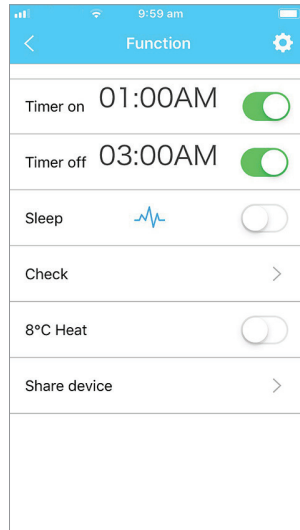 9:59 am
Function
Timer on 01:00AM
Timer off 03:00AM
Sleep
Check
8°C Heat
Share device